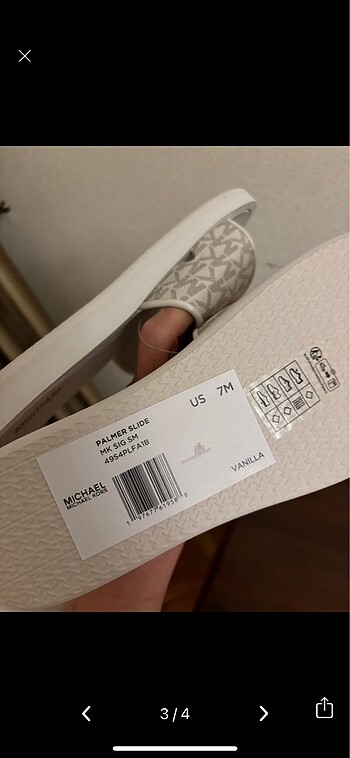 US 7M
PALMER SLIDE
MK SIG SM
49S4PLFA1B
MICHAEL
MICHAEL KORS
VANILLA
3/4